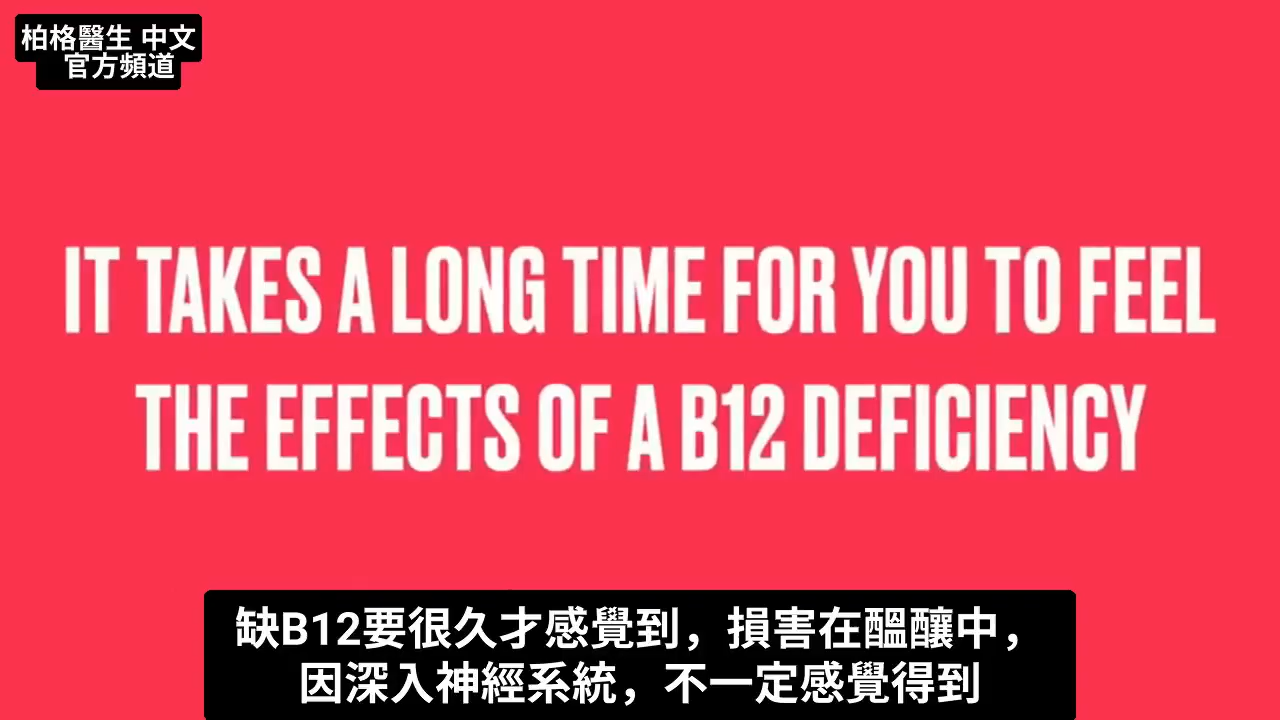 柏格醫生 中文
官方頻道
IT TAKES A LONG TIME FOR YOU TO FEEL
THE EFFECTS OF A B12 DEFICIENCY
缺B12要很久才感覺到，損害在醞釀中，
因深入神經系統，不一定感覺得到